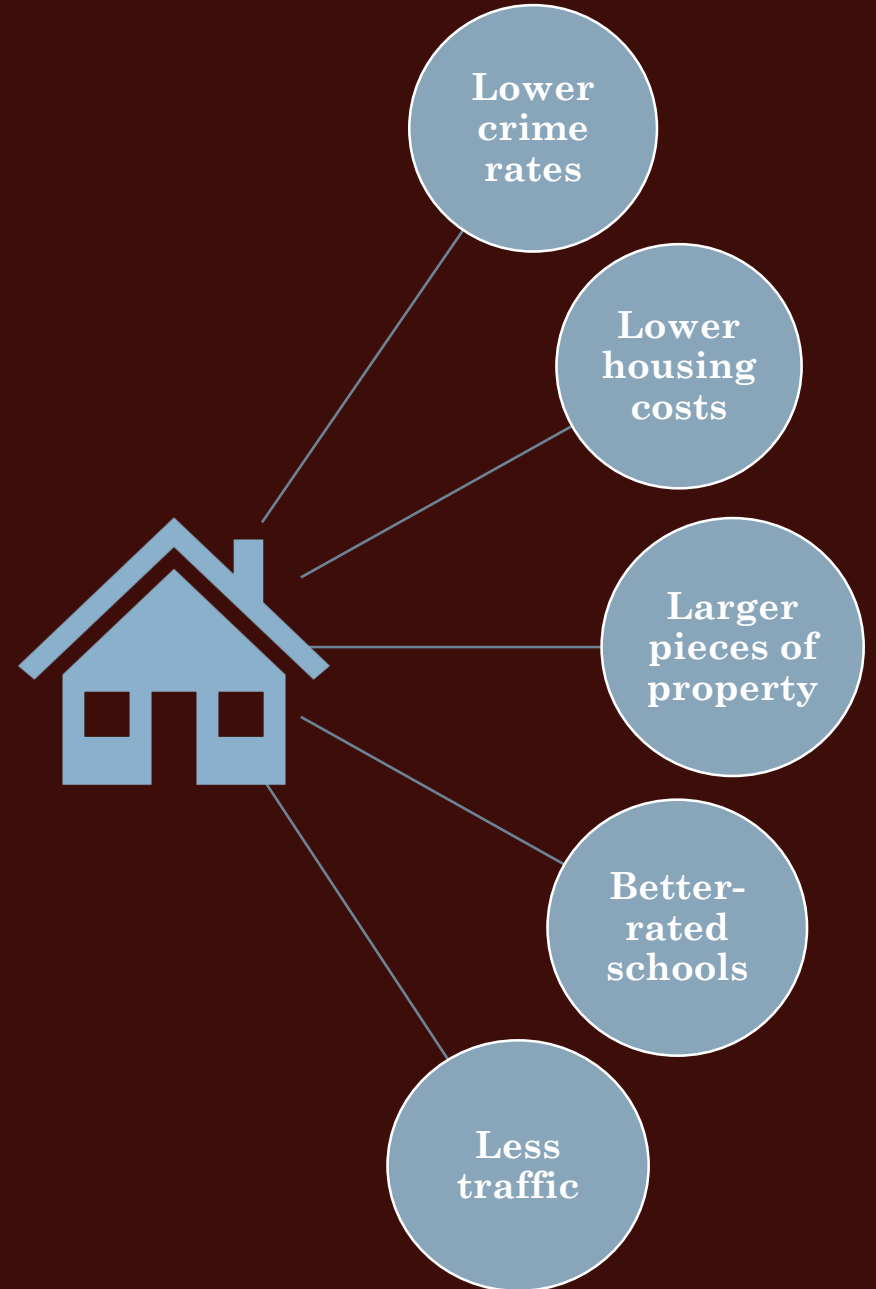 Lower
crime
rates
Lower
housing
costs
Larger
pieces of
property
Better-
rated
schools
Less
traffic